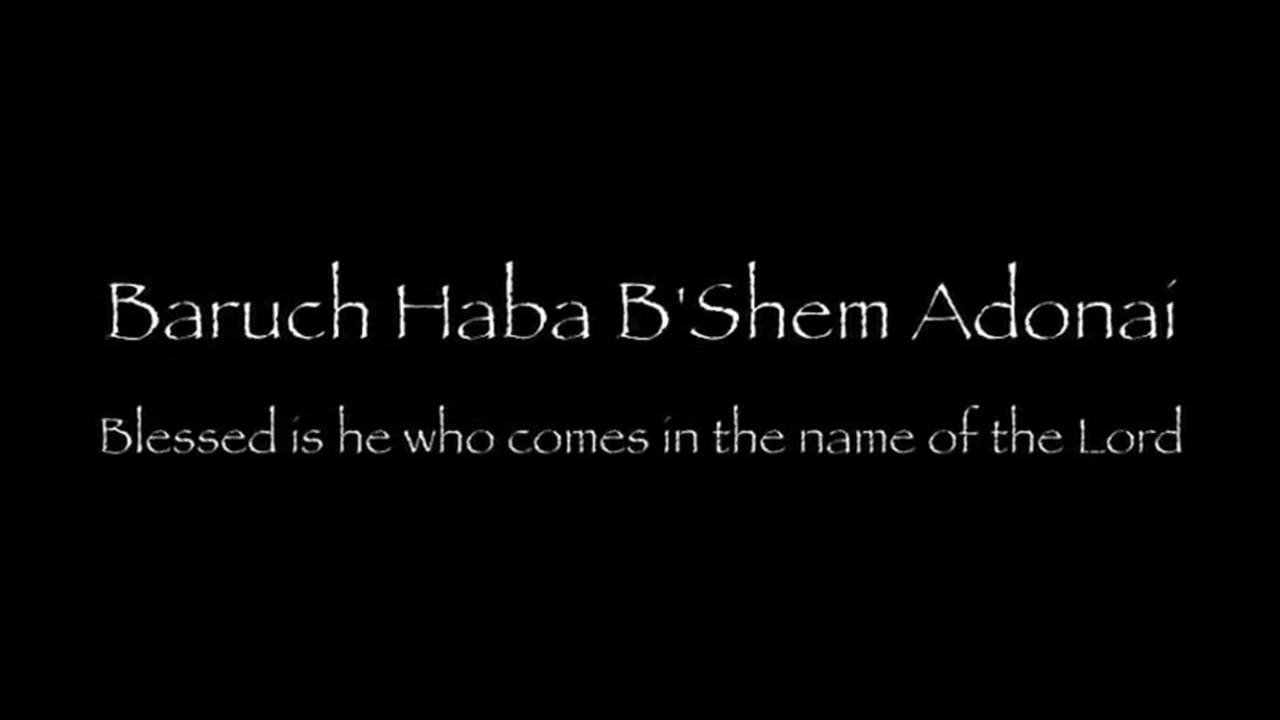 Baruch Haba B'Shem Adonai
Blessed is he who comes in the name of the Lord